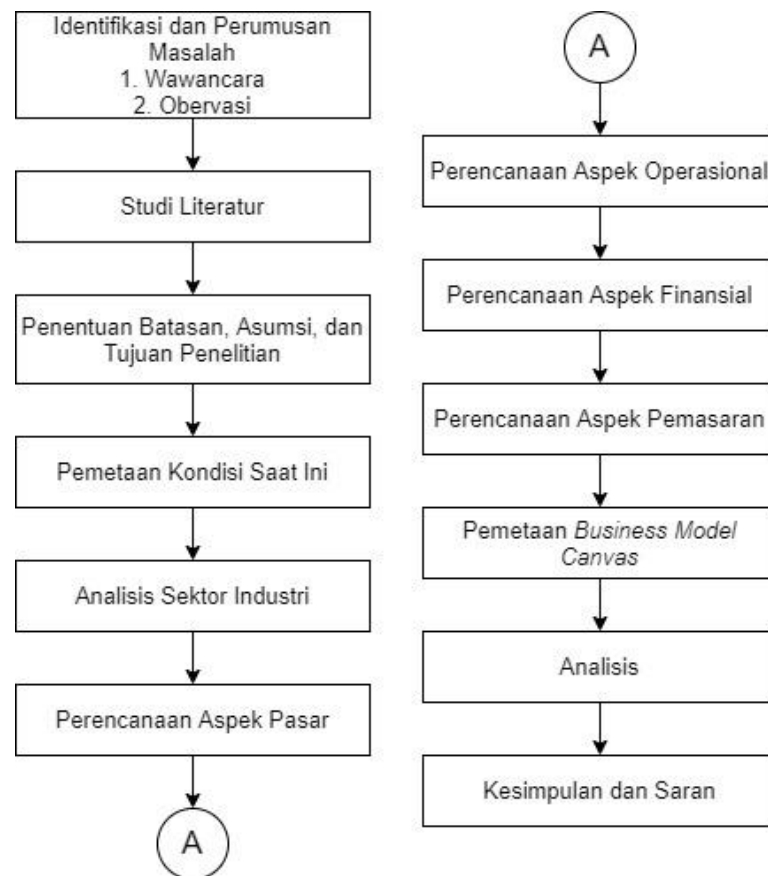 Identifikasi dan Perumusan
Masalah
1. Wawancara
2. Obervasi
Studi Literatur
Penentuan Batasan, Asumsi, dan
Tujuan Penelitian
Pemetaan Kondisi Saat Ini
Analisis Sektor Industri
Perencanaan Aspek Pasar
A
A
Perencanaan Aspek Operasional
Perencanaan Aspek Finansial
Perencanaan Aspek Pemasaran
Pemetaan Business Model
Canvas
Analisis
Kesimpulan dan Saran